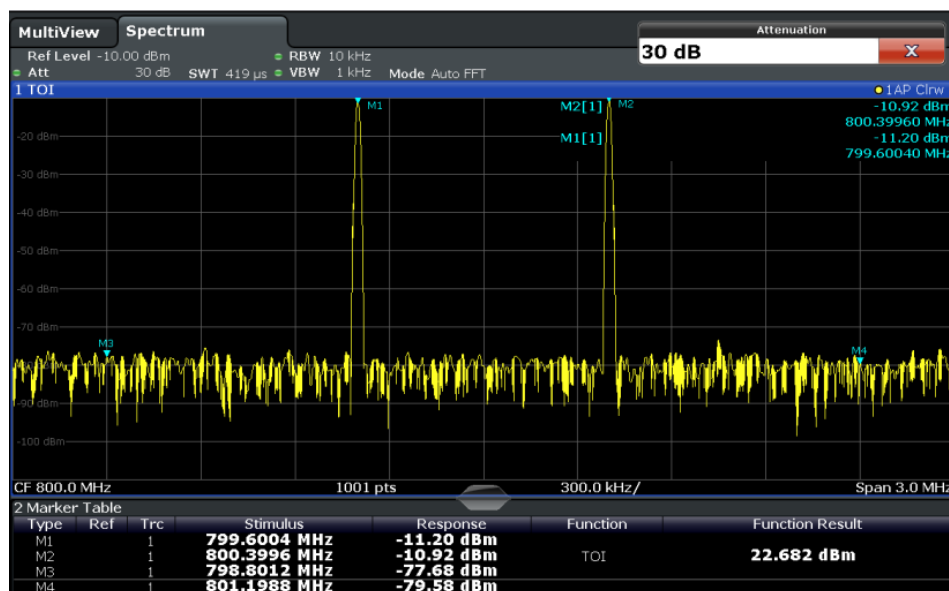 MultiView Spectrum
Attenuation
30 dB X
Ref Level -10.00 dBm RBW 10 kHz
Att 30 dB SWT 419 µs VBW 1 kHz Mode Auto FFT
1 TOI 1AP Clrw
M1 M2[1] M2 -10.92 dBm
800.39960 MHz
-20 dBm M1[1] -11.20 dBm
799.60040 MHz
-30 dBm
-40 dBm
-50 dBm
-60 dBm
-70 dBm
M3 M4
-90 dBm
-100 dBm
CF 800.0 MHz 1001 pts 300.0 kHz/ Span 3.0 MHz
2 Marker Table
Type Ref Trc Stimulus Response Function Function Result
M1 1 799.6004 MHz -11.20 dBm
M2 1 800.3996 MHz -10.92 dBm TOI 22.682 dBm
M3 1 798.8012 MHz -77.68 dBm
M4 1 801.1988 MHz -79.58 dBm